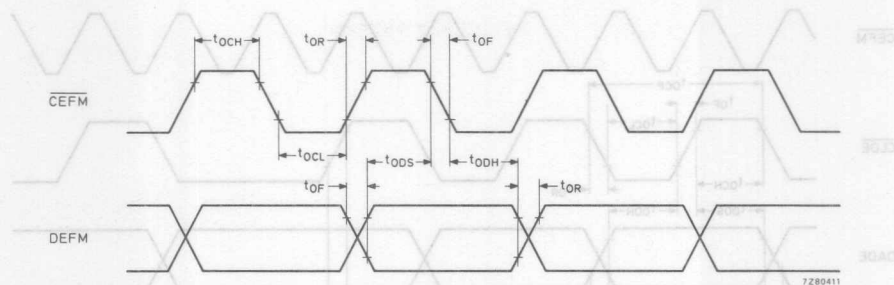 tOCH
tOR
tOF
CEFM
tOCL
tODS
tODH
tOF
tOR
DEFM
7Z80411